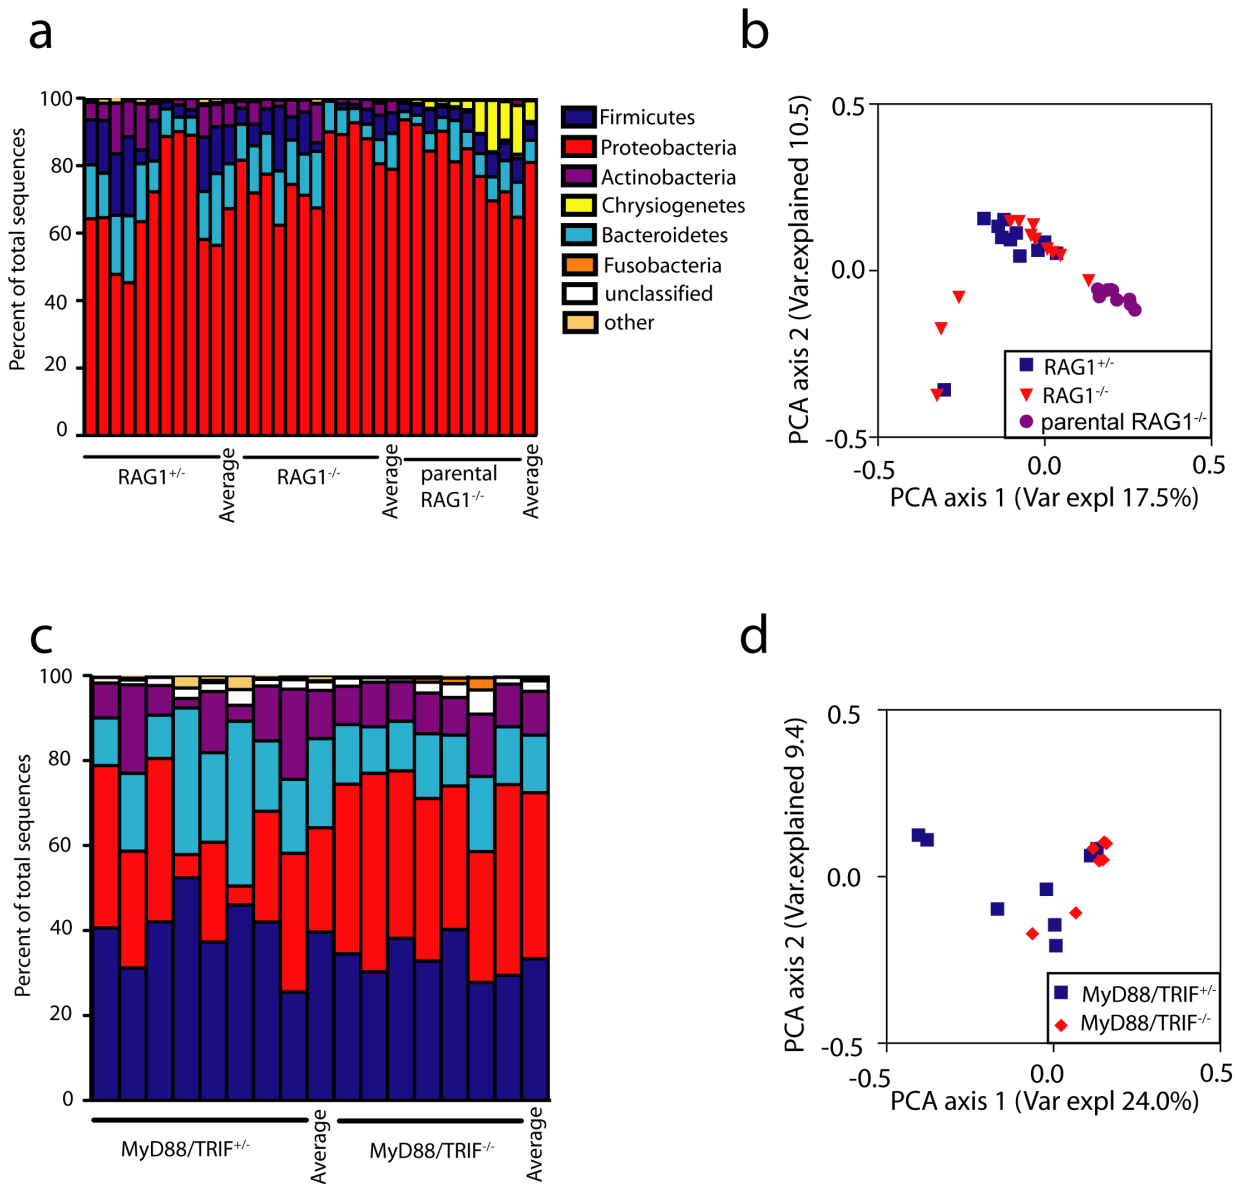 a
100
80
60
40
20
0
Percent of total sequences
RAG1+/-
Average
RAG1-/-
Average
parental
RAG1-/-
Average
Firmicutes
Proteobacteria
Actinobacteria
Chrysiogenetes
Bacteroidetes
Fusobacteria
unclassified
other
b
0.5
0.0
-0.5
PCA axis 2 (Var.explained 10.5)
RAG1+/-
RAG1-/-
parental RAG1-/-
-0.5
0.0
0.5
PCA axis 1 (Var expl 17.5%)
c
100
80
60
40
20
0
Percent of total sequences
MyD88/TRIF+/-
Average
MyD88/TRIF-/-
Average
d
0.5
0.0
-0.5
PCA axis 2 (Var.explained 9.4)
MyD88/TRIF+/-
MyD88/TRIF-/-
-0.5
0.0
0.5
PCA axis 1 (Var expl 24.0%)